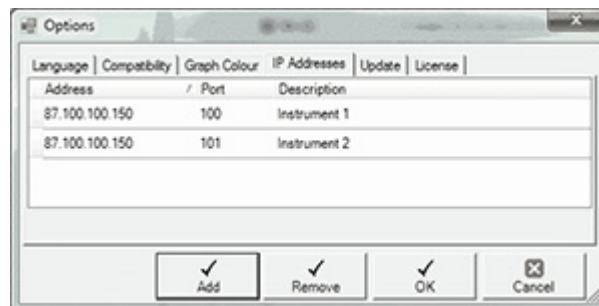 Options
Language Compatibility Graph Colour IP Addresses Update License
Address / Port Description
87.100.100.150 100 Instrument 1
87.100.100.150 101 Instrument 2
Add Remove OK Cancel